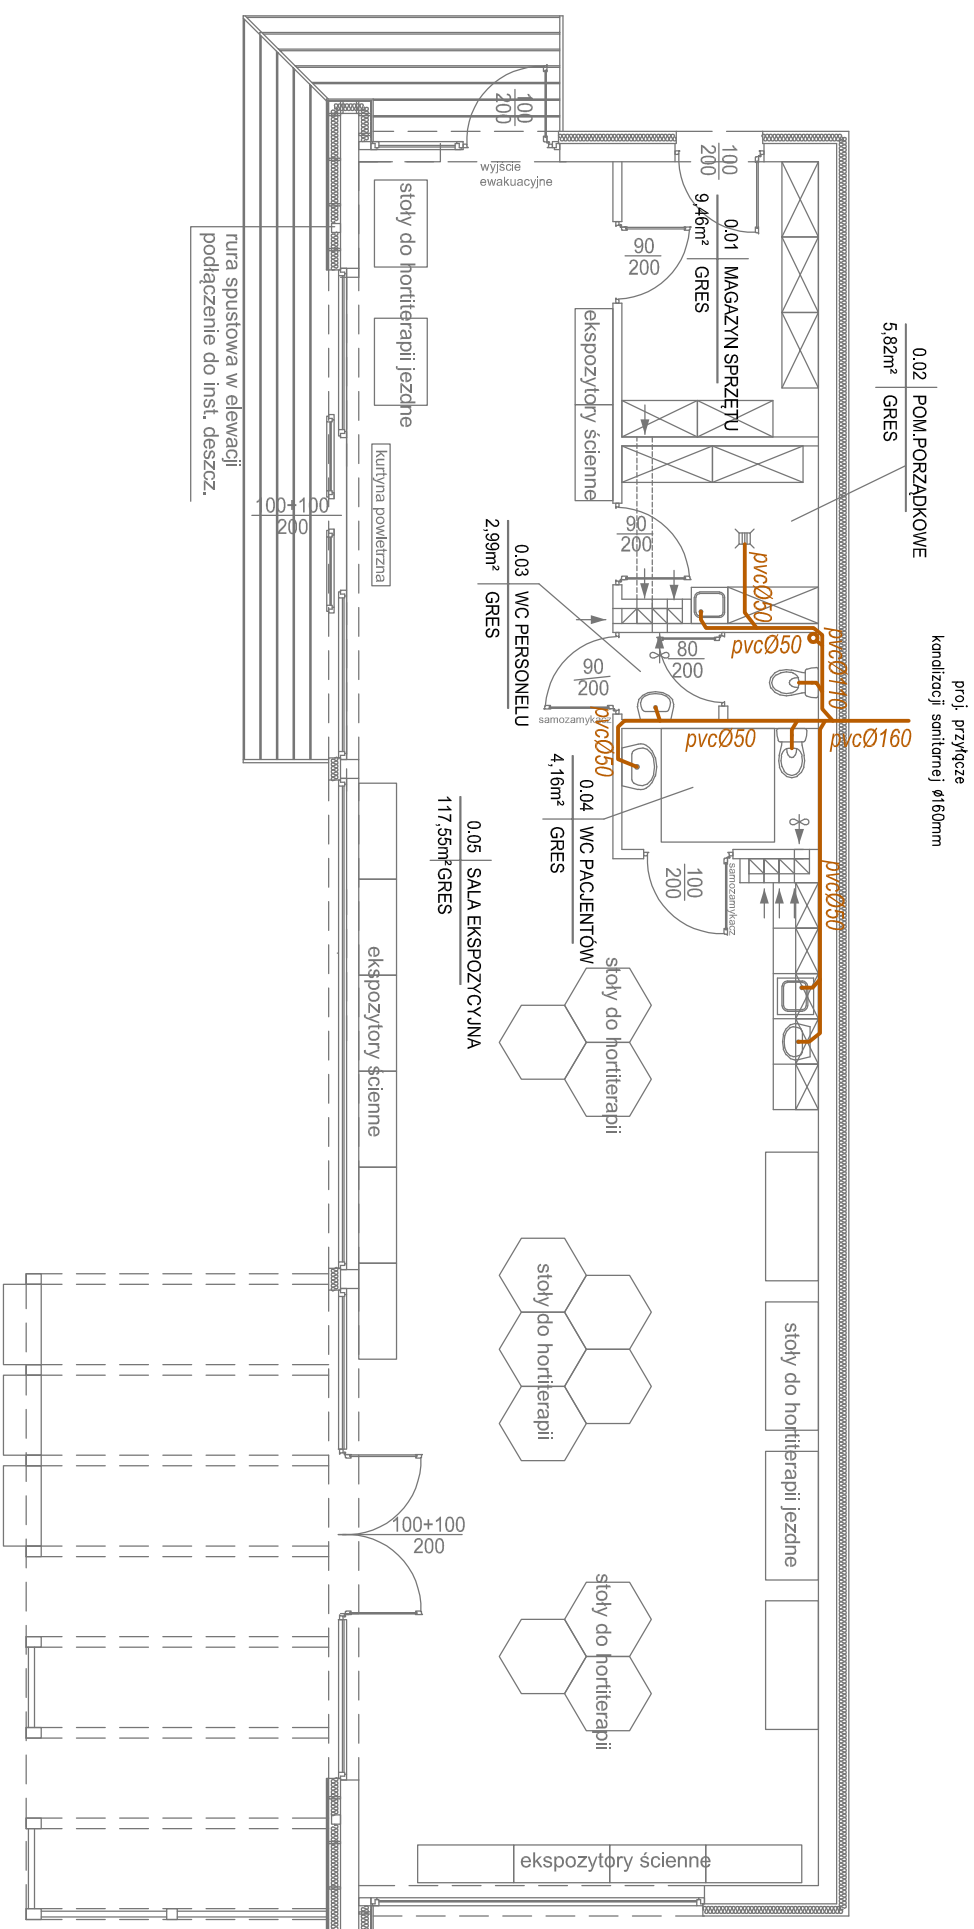 100
200
wyjście
ewakuacyjne
100
200
stoły do hortiterapii jezdne
rura spustowa w elewacji
podłączenie do inst. deszcz.
90
200
0.01 MAGAZYN SPRZĘTU
9,46m² GRES
ekspozytory ścienne
0.02 POM.PORZĄDKOWE
5,82m² GRES
kurtyna powietrzna
100+100
200
90
200
pvcØ50
0.03 WC PERSONELU
2,99m² GRES
pvcØ50
pvcØ110
80
200
90
200
samozamykacz
pvcØ50
pvcØ50
pvcØ160
proj. przyłącze
kanalizacji sanitarnej ø160mm
0.04 WC PACJENTÓW
4,16m² GRES
100
200
samozamykacz
pvcØ50
0.05 SALA EKSPOZYCYJNA
117,55m² GRES
ekspozytory ścienne
stoły do hortiterapii
stoły do hortiterapii
stoły do hortiterapii jezdne
100+100
200
stoły do hortiterapii
ekspozytory ścienne